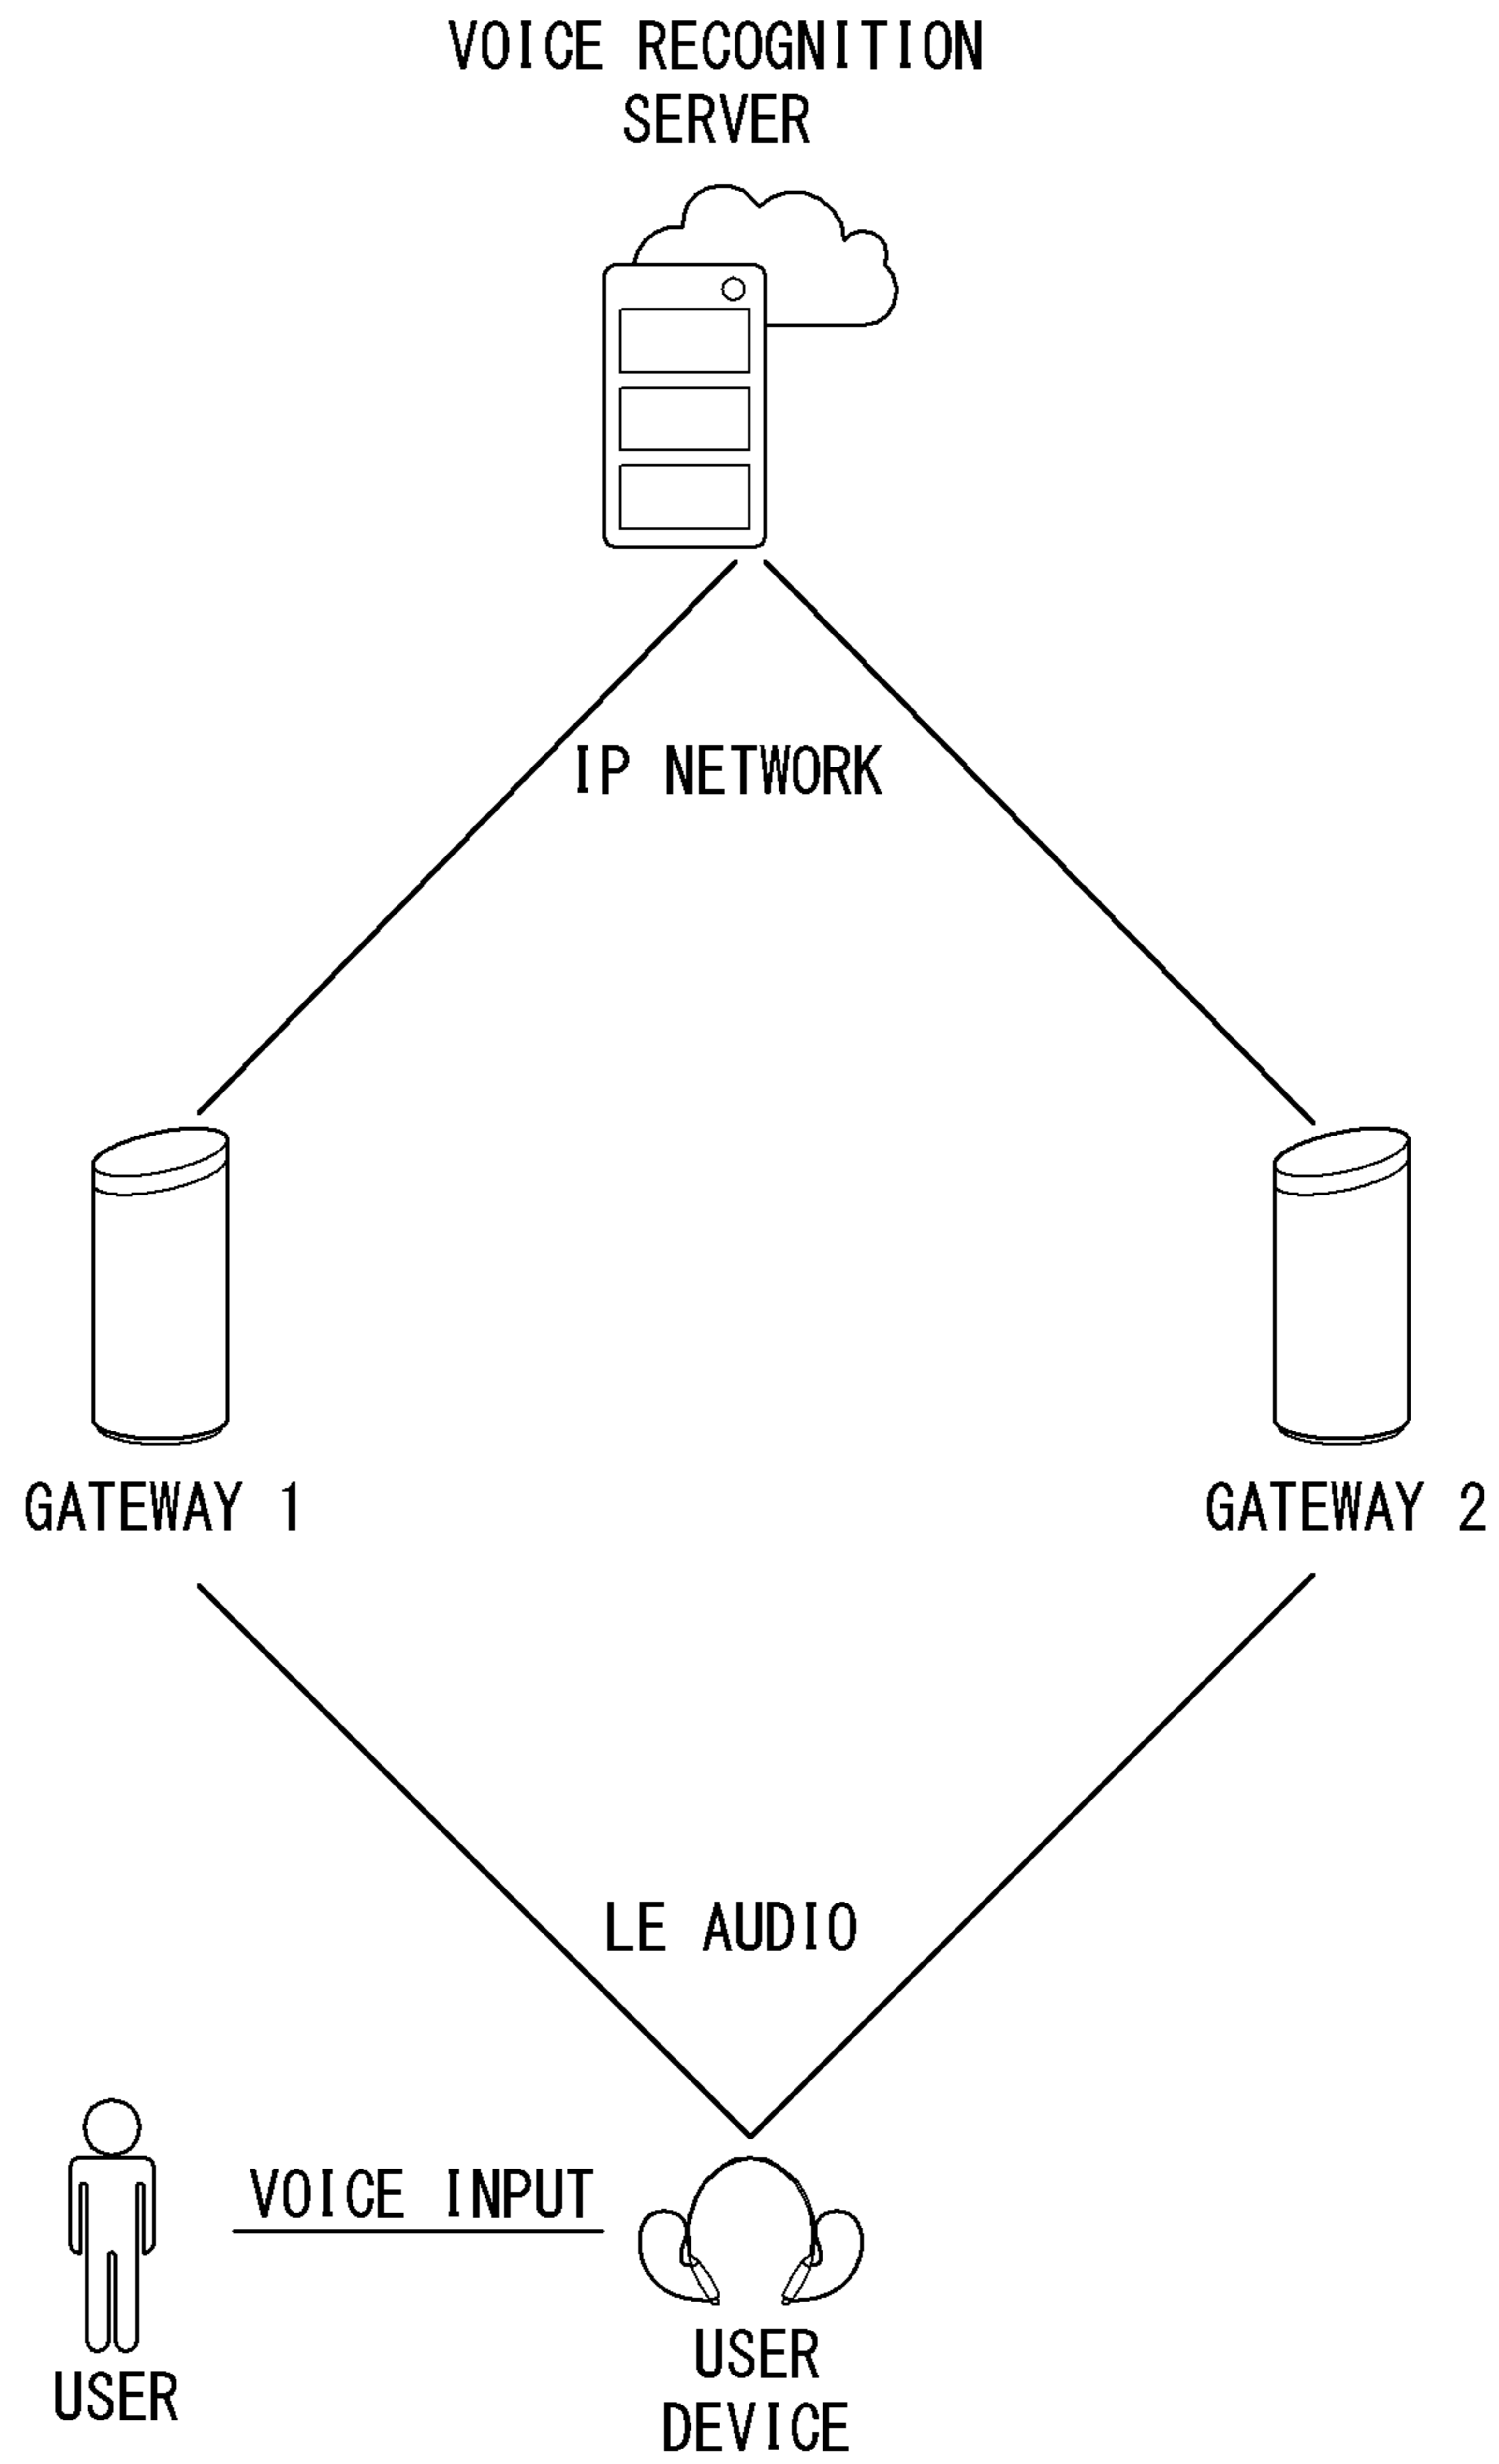 VOICE RECOGNITION
SERVER
IP NETWORK
GATEWAY 1
GATEWAY 2
LE AUDIO
VOICE INPUT
USER
USER
DEVICE